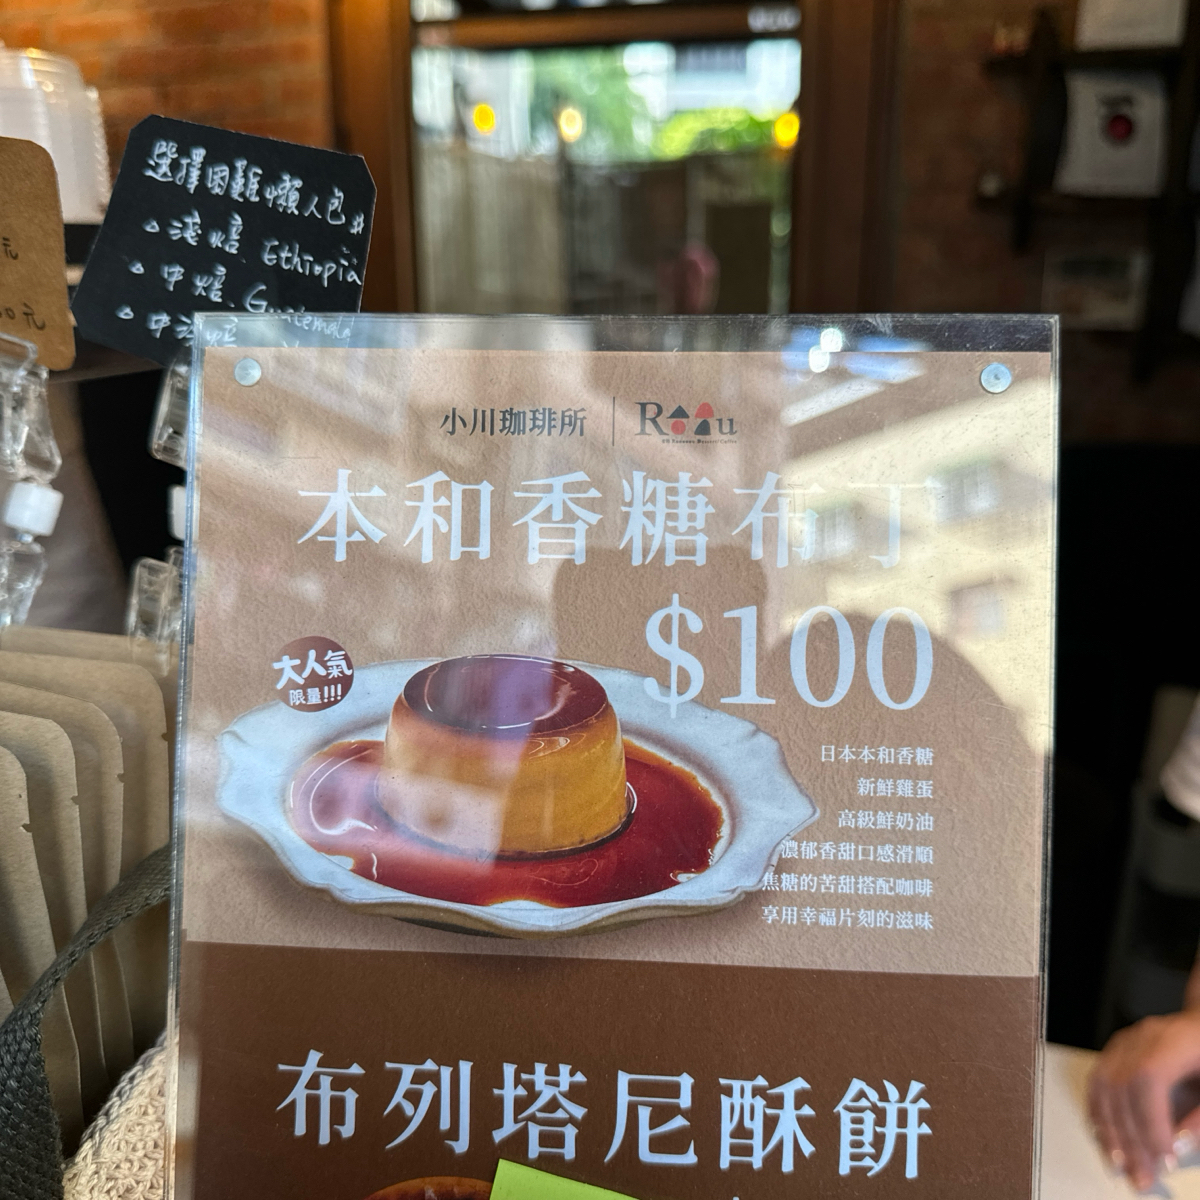 選擇困難懶人包
淺焙、Ethiopia
中焙、Guatemala
元
0元
小川珈琲所
本和香糖布丁
$100
大人氣
限量!!!
日本本和香糖
新鮮雞蛋
高級鮮奶油
濃郁香甜口感滑順
焦糖的苦甜搭配咖啡
享用幸福片刻的滋味
布列塔尼酥餅